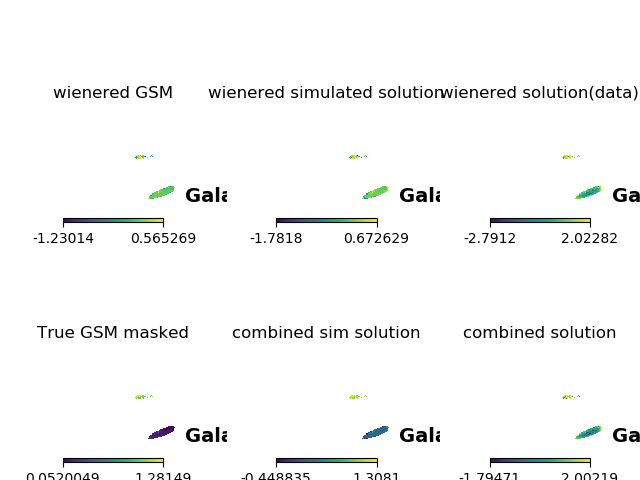 wienered GSM
wienered simulated solution
wienered solution(data)
Gala
Gala
Ga
-1.23014 0.565269
-1.7818 0.672629
-2.7912 2.02282
True GSM masked
combined sim solution
combined solution
Gala
Gala
Ga
0.0520049 1.28149
-0.448835 1.3081
-1.79471 2.00219